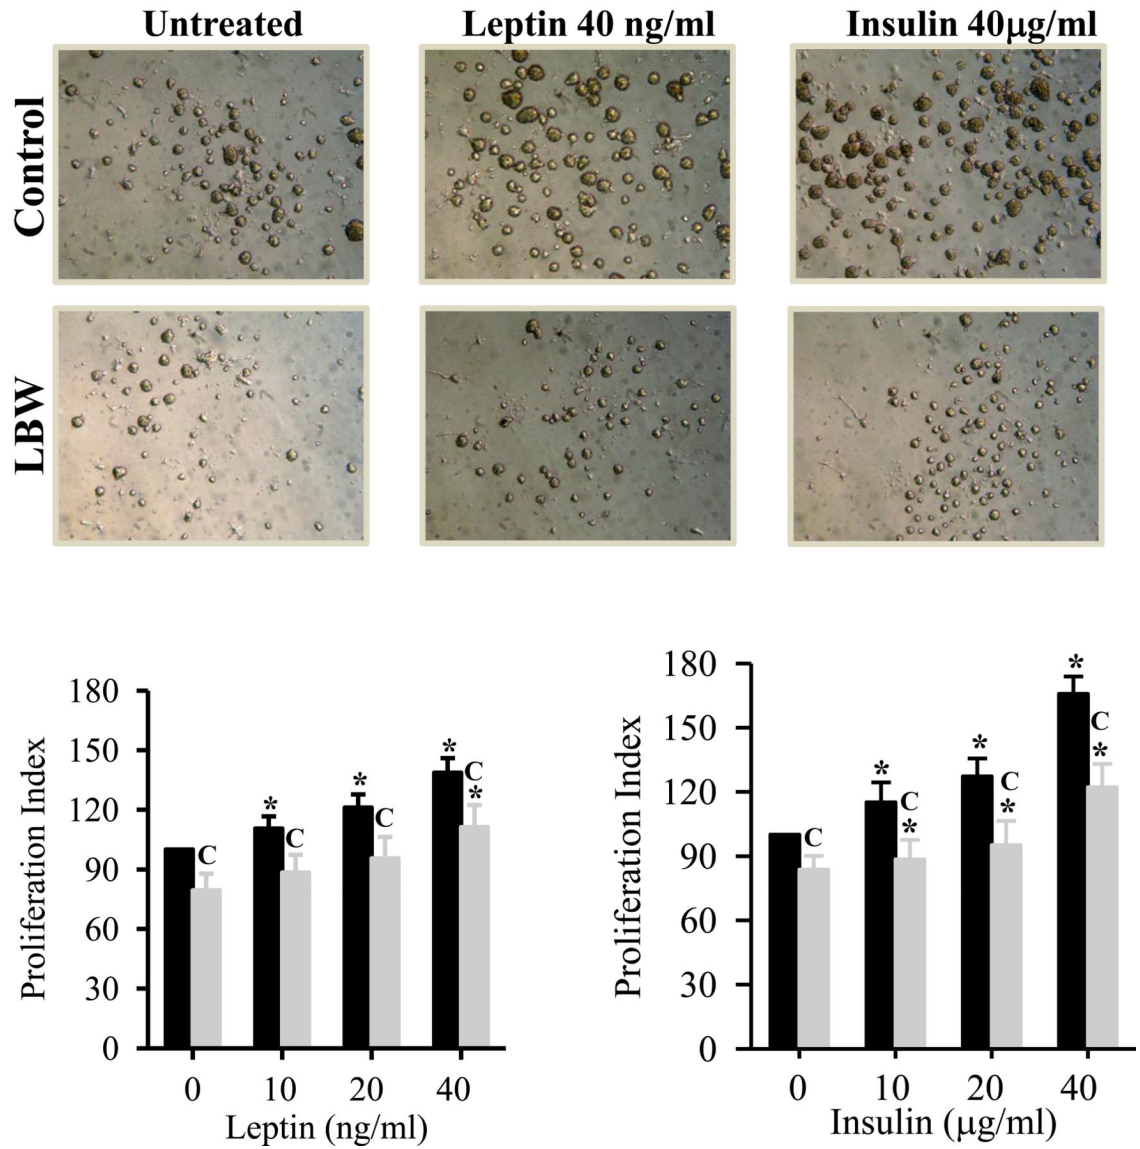 Untreated
Leptin 40 ng/ml
Insulin 40μg/ml
Control
LBW
Proliferation Index
180
150
120
90
60
30
0
C
*
C
*
C
*
C
*
0 10 20 40
Leptin (ng/ml)
Proliferation Index
180
150
120
90
60
30
0
C
*
C
*
*
C
*
*
C
*
0 10 20 40
Insulin (μg/ml)